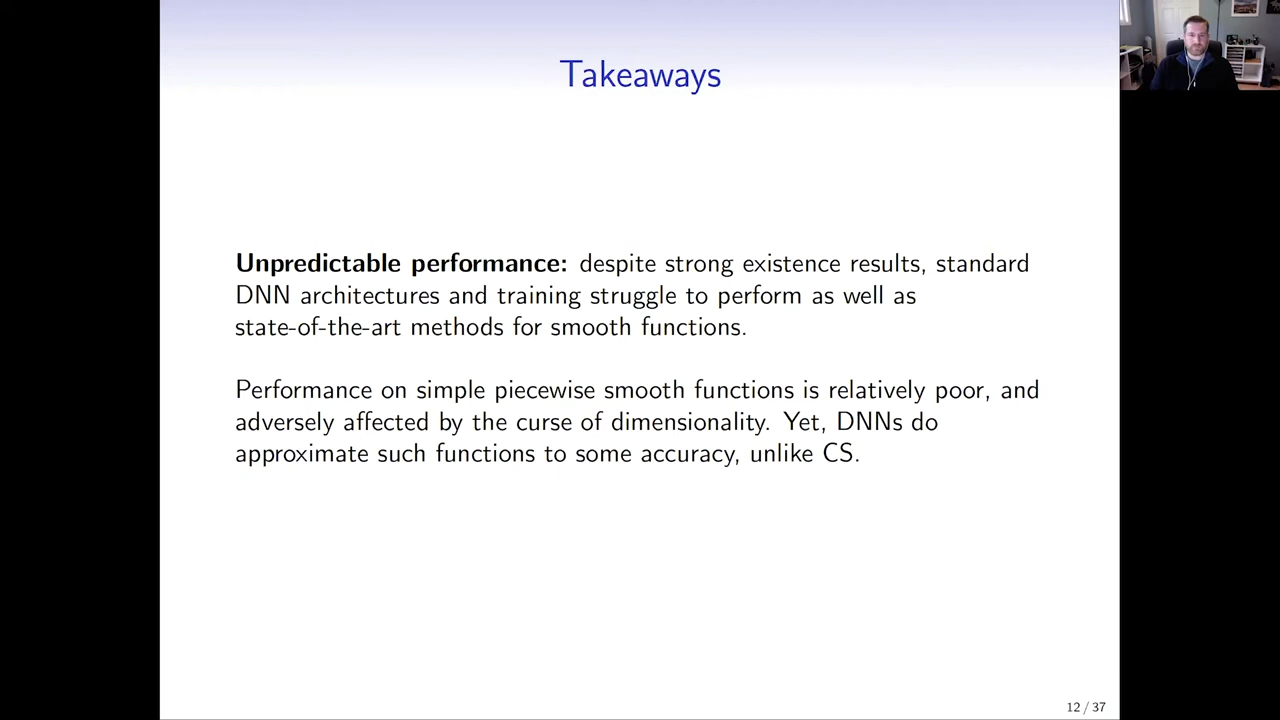 Takeaways
Unpredictable performance: despite strong existence results, standard
DNN architectures and training struggle to perform as well as
state-of-the-art methods for smooth functions.
Performance on simple piecewise smooth functions is relatively poor, and
adversely affected by the curse of dimensionality. Yet, DNNs do
approximate such functions to some accuracy, unlike CS.
12 / 37